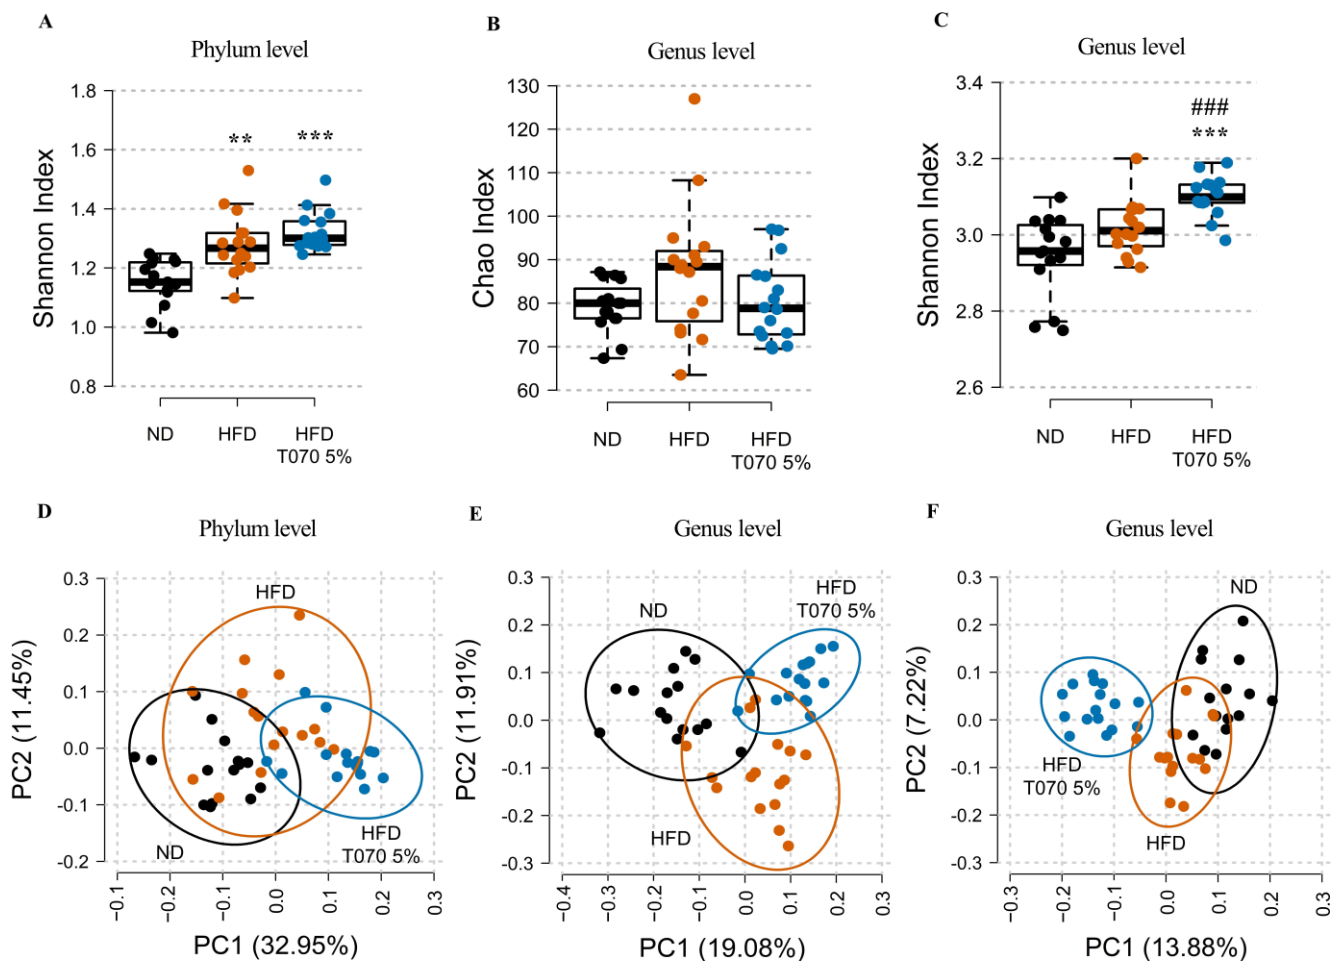 A
Phylum level
Shannon Index
1.8
1.6
1.4
1.2
1.0
0.8
**
***
ND
HFD
HFD
T070 5%
B
Genus level
Chao Index
130
120
110
100
90
80
70
60
ND
HFD
HFD
T070 5%
C
Genus level
Shannon Index
3.4
3.2
3.0
2.8
2.6
###
***
ND
HFD
HFD
T070 5%
D
Phylum level
PC2 (11.45%)
0.3
0.2
0.1
0.0
−0.1
−0.2
HFD
ND
HFD
T070 5%
−0.1
−0.2
−0.1
0.0
0.1
0.2
0.3
PC1 (32.95%)
E
Genus level
PC2 (11.91%)
0.3
0.2
0.1
0.0
−0.1
−0.2
−0.3
ND
HFD
T070 5%
HFD
−0.4
−0.3
−0.2
−0.1
0.0
0.1
0.2
0.3
PC1 (19.08%)
F
Genus level
PC2 (7.22%)
0.3
0.2
0.1
0.0
−0.1
−0.2
−0.3
ND
HFD
T070 5%
HFD
−0.3
−0.2
−0.1
0.0
0.1
0.2
0.3
PC1 (13.88%)